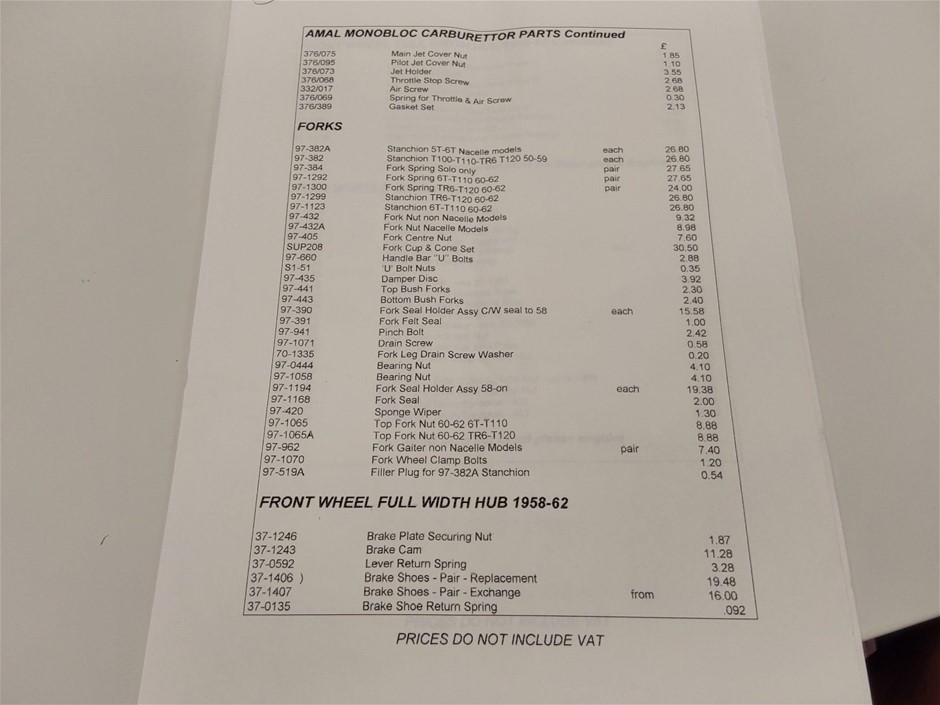 AMAL MONOBLOC CARBURETTOR PARTS Continued
£
376/075 Main Jet Cover Nut 1.85
376/095 Pilot Jet Cover Nut 1.10
376/073 Jet Holder 3.55
376/068 Throttle Stop Screw 2.68
332/017 Air Screw 2.68
376/069 Spring for Throttle & Air Screw 0.30
376/389 Gasket Set 2.13
FORKS
97-382A Stanchion 5T-6T Nacelle models each 26.80
97-382 Stanchion T100-T110-TR6 T120 50-59 each 26.80
97-384 Fork Spring Solo only pair 27.65
97-1292 Fork Spring 6T-T110 60-62 pair 27.65
97-1300 Fork Spring TR6-T120 60-62 pair 24.00
97-1299 Stanchion TR6-T120 60-62 26.80
97-1123 Stanchion 6T-T110 60-62 26.80
97-432 Fork Nut non Nacelle Models 9.32
97-432A Fork Nut Nacelle Models 8.98
97-405 Fork Centre Nut 7.60
SUP208 Fork Cup & Cone Set 30.50
97-660 Handle Bar "U" Bolts 2.88
S1-51 'U' Bolt Nuts 0.35
97-435 Damper Disc 3.92
97-441 Top Bush Forks 2.30
97-443 Bottom Bush Forks 2.40
97-390 Fork Seal Holder Assy C/W seal to 58 each 15.58
97-391 Fork Felt Seal 1.00
97-941 Pinch Bolt 2.42
97-1071 Drain Screw 0.58
70-1335 Fork Leg Drain Screw Washer 0.20
97-0444 Bearing Nut 4.10
97-1058 Bearing Nut 4.10
97-1194 Fork Seal Holder Assy 58-on each 19.38
97-1168 Fork Seal 2.00
97-420 Sponge Wiper 1.30
97-1065 Top Fork Nut 60-62 6T-T110 8.88
97-1065A Top Fork Nut 60-62 TR6-T120 8.88
97-962 Fork Gaiter non Nacelle Models pair 7.40
97-1070 Fork Wheel Clamp Bolts 1.20
97-519A Filler Plug for 97-382A Stanchion 0.54
FRONT WHEEL FULL WIDTH HUB 1958-62
37-1246 Brake Plate Securing Nut 1.87
37-1243 Brake Cam 11.28
37-0592 Lever Return Spring 3.28
37-1406 ) Brake Shoes - Pair - Replacement 19.48
37-1407 Brake Shoes - Pair - Exchange from 16.00
37-0135 Brake Shoe Return Spring .092
PRICES DO NOT INCLUDE VAT